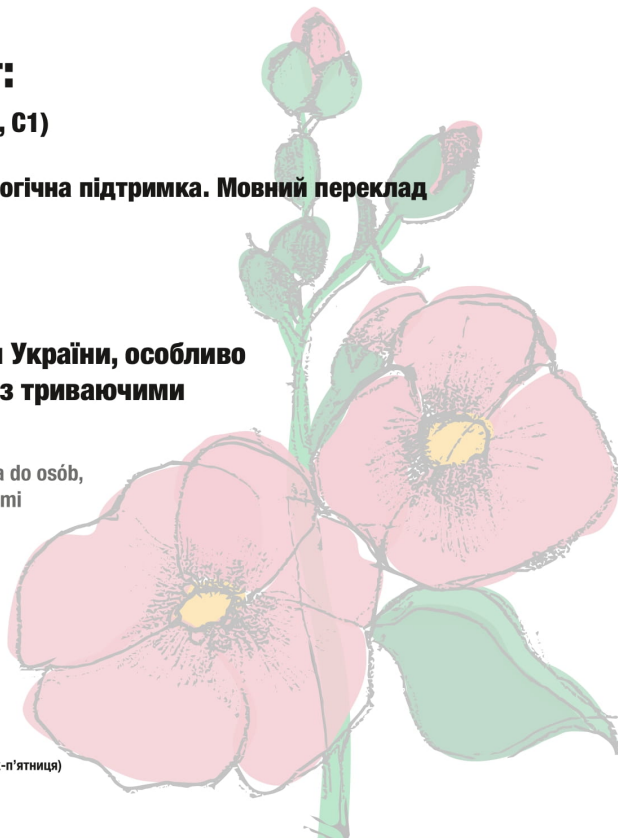 :
, C1)
огічна підтримка. Мовний переклад
України, особливо
з триваючими
a do osób,
mi
-п’ятниця)